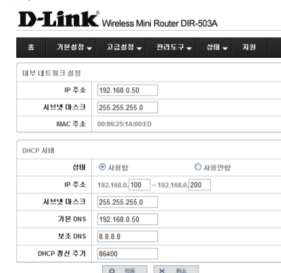 D-Link Wireless Mini Router DIR-503A
홈 기본설정 고급설정 관리도구 상태 지원
내부 네트워크 설정
IP 주소 192.168.0.50
서브넷 마스크 255.255.255.0
MAC 주소 00:86:25:1A:00:ED
DHCP 서버
상태 사용함 사용안함
IP 주소 192.168.0.100 ~ 192.168.0.200
서브넷 마스크 255.255.255.0
기본 DNS 192.168.0.50
보조 DNS 8.8.8.8
DHCP 갱신 주기 86400
적용 취소